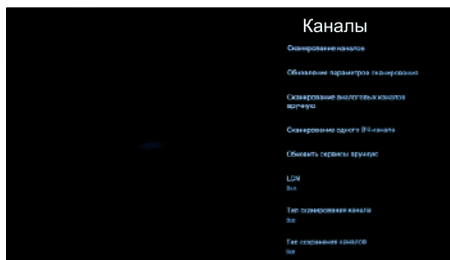 Каналы
Сканирование каналов
Обновление параметров сканирования
Сканирование аналоговых каналов
вручную
Сканирование одного ВЧ-канала
Обновить сервисы вручную
LCN
Тип сканирования канала
Тип сохранения каналов